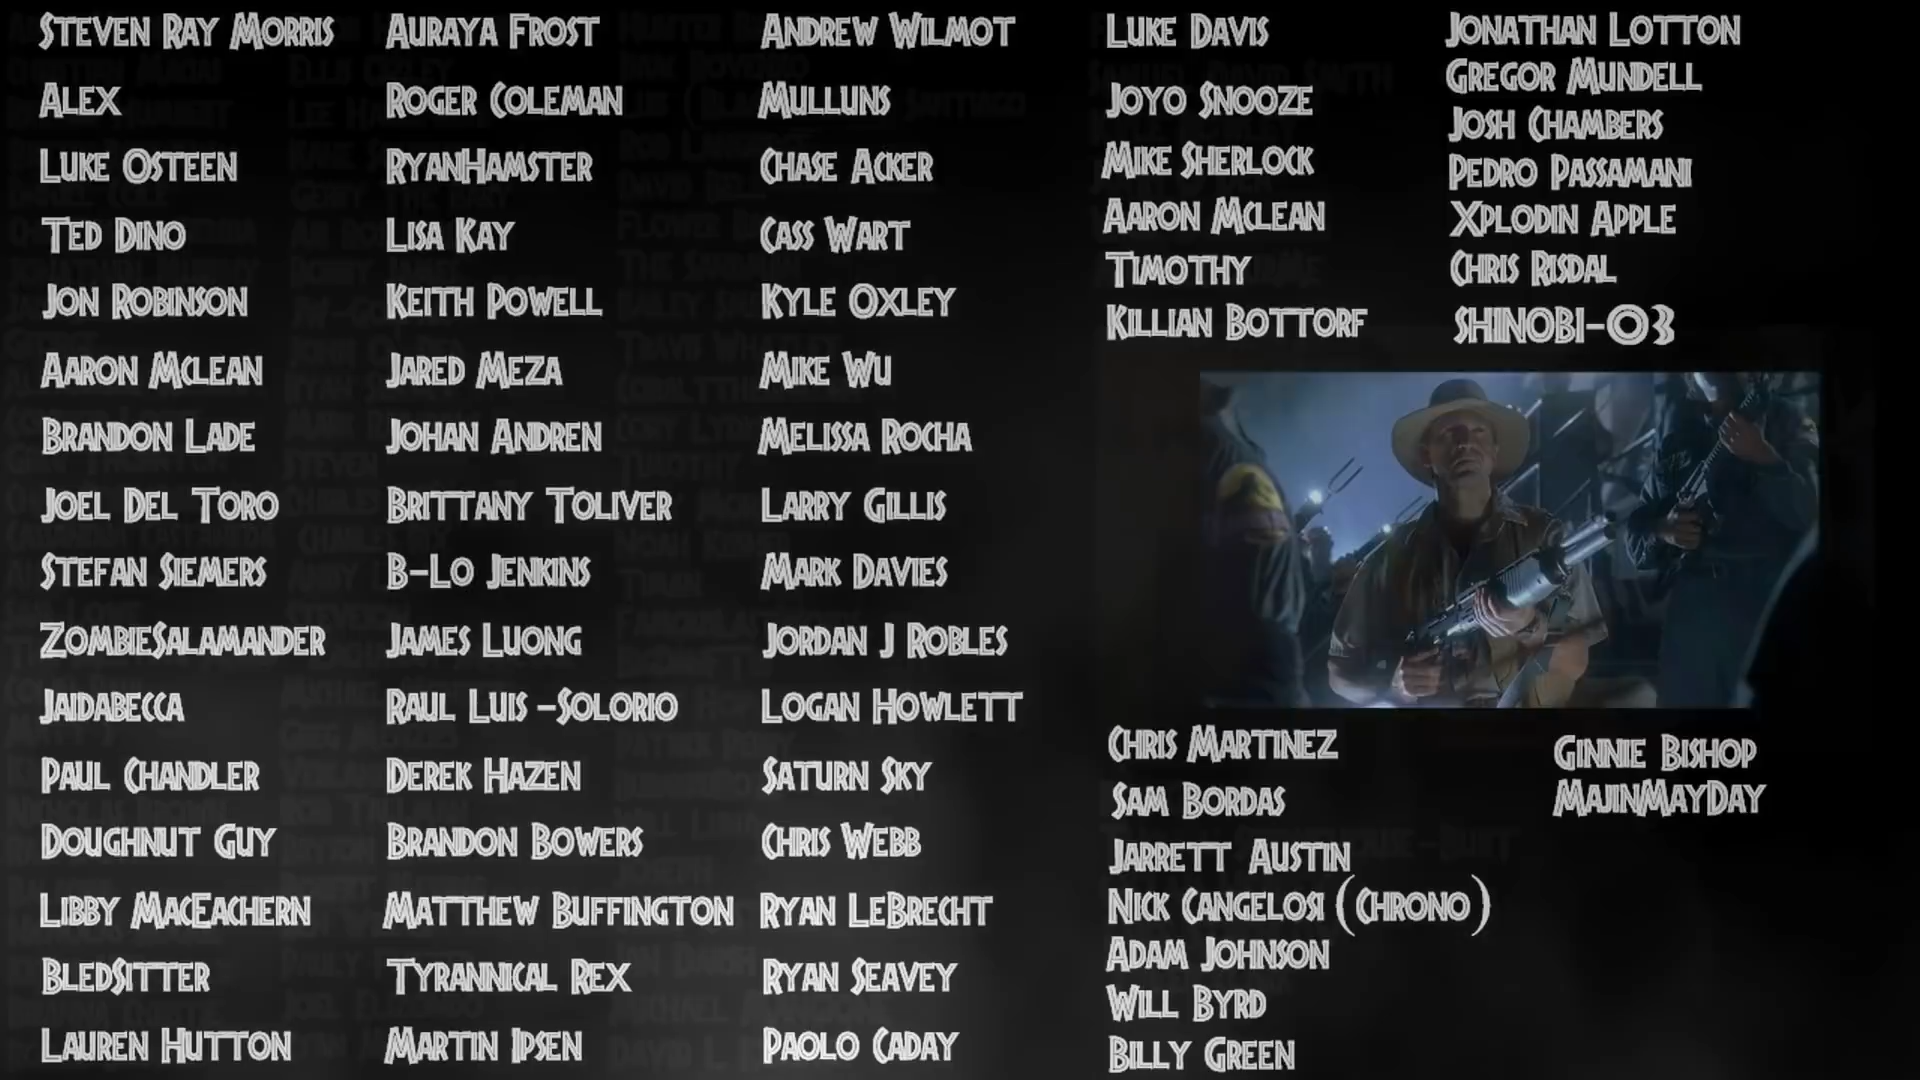 Steven Ray Morris
Alex
Luke Osteen
Ted Dino
Jon Robinson
Aaron Mclean
Brandon Lade
Joel Del Toro
Stefan Siemers
ZombieSalamander
Jaidabecca
Paul Chandler
Doughnut Guy
Libby MacEachern
BledSitter
Lauren Hutton
Auraya Frost
Roger Coleman
RyanHamster
Lisa Kay
Keith Powell
Jared Meza
Johan Andren
Brittany Toliver
B-Lo Jenkins
James Luong
Raul Luis -Solorio
Derek Hazen
Brandon Bowers
Matthew Buffington
Tyrannical Rex
Martin Ipsen
Andrew Wilmot
Mulluns
Chase Acker
Cass Wart
Kyle Oxley
Mike Wu
Melissa Rocha
Larry Gillis
Mark Davies
Jordan J Robles
Logan Howlett
Saturn Sky
Chris Webb
Ryan LeBrecht
Ryan Seavey
Paolo Caday
Luke Davis
Joyo Snooze
Mike Sherlock
Aaron Mclean
Timothy
Killian Bottorf
Jonathan Lotton
Gregor Mundell
Josh Chambers
Pedro Passamani
Xplodin Apple
Chris Risdal
SHINOBI-03
Chris Martinez
Sam Bordas
Jarrett Austin
Nick Cangelosi (Chrono)
Adam Johnson
Will Byrd
Billy Green
Ginnie Bishop
MajinMayDay